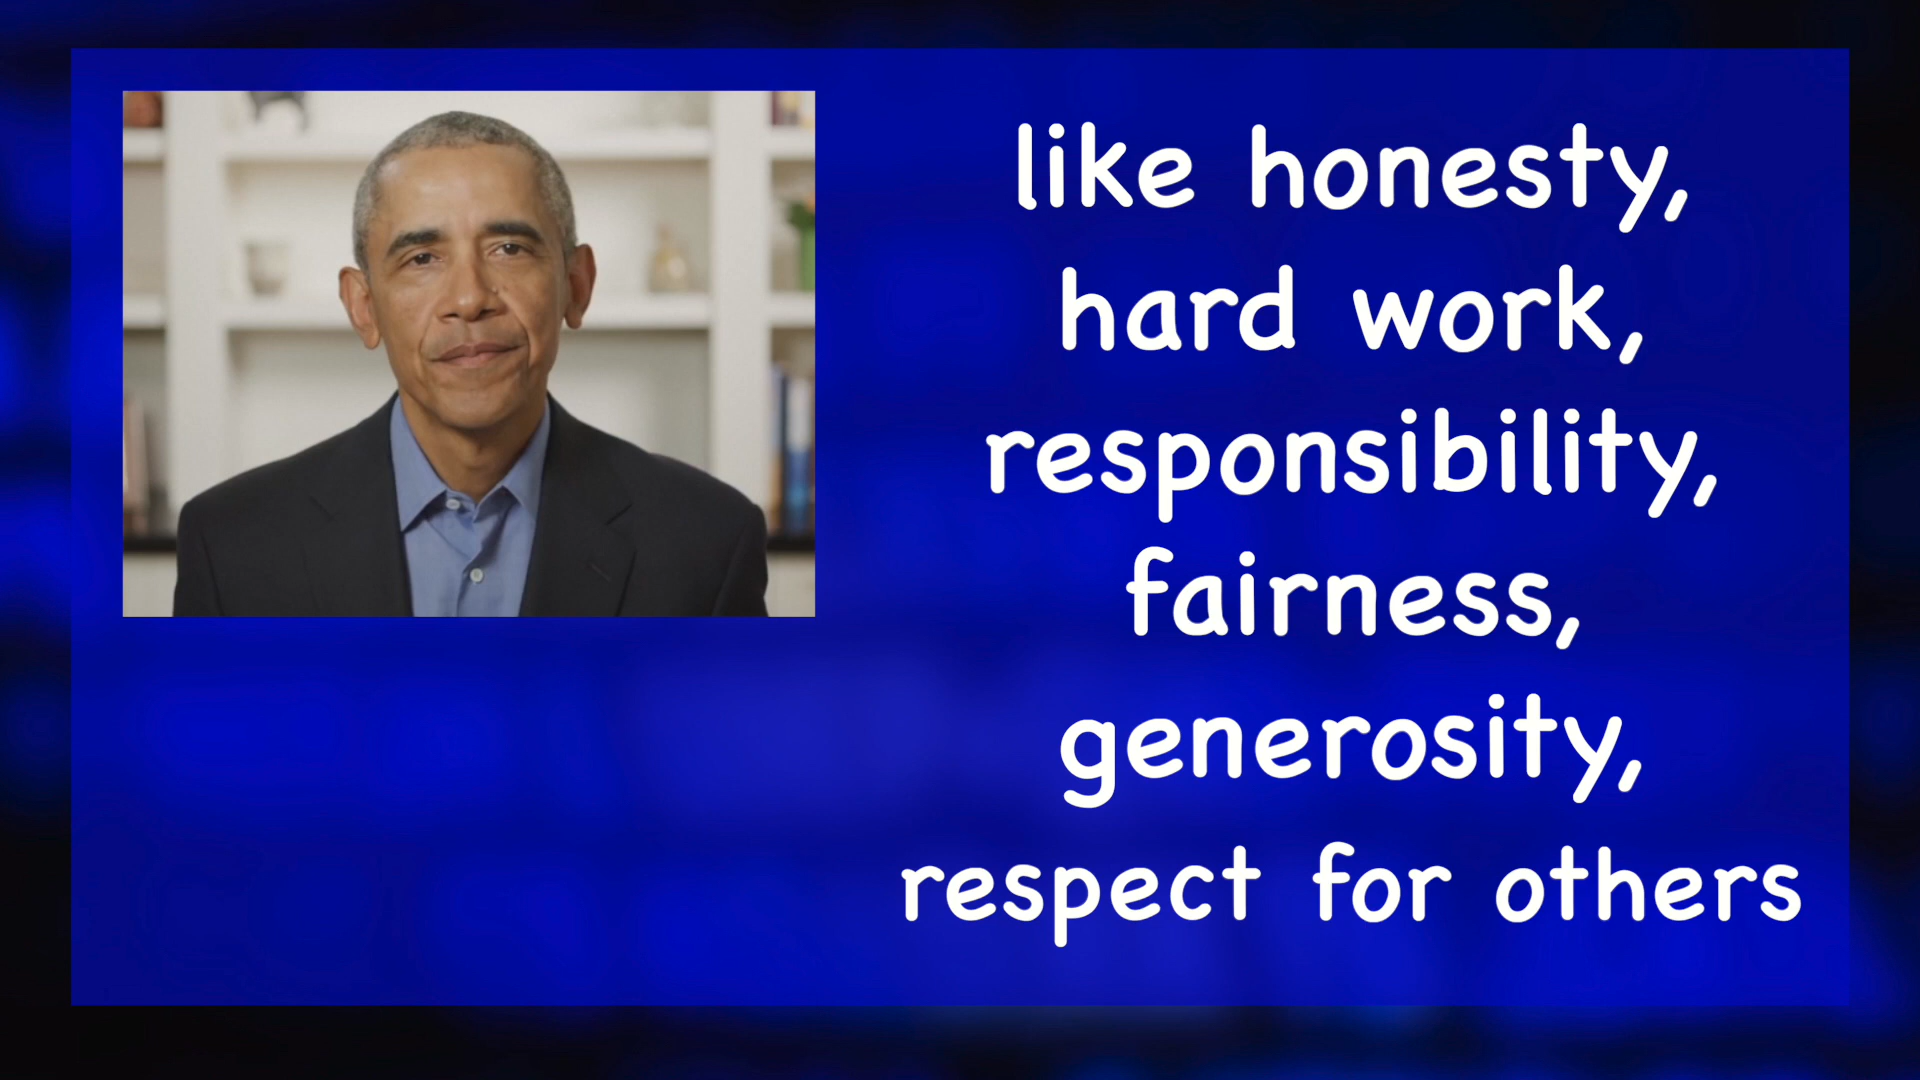 like honesty,
hard work,
responsibility,
fairness,
generosity,
respect for others